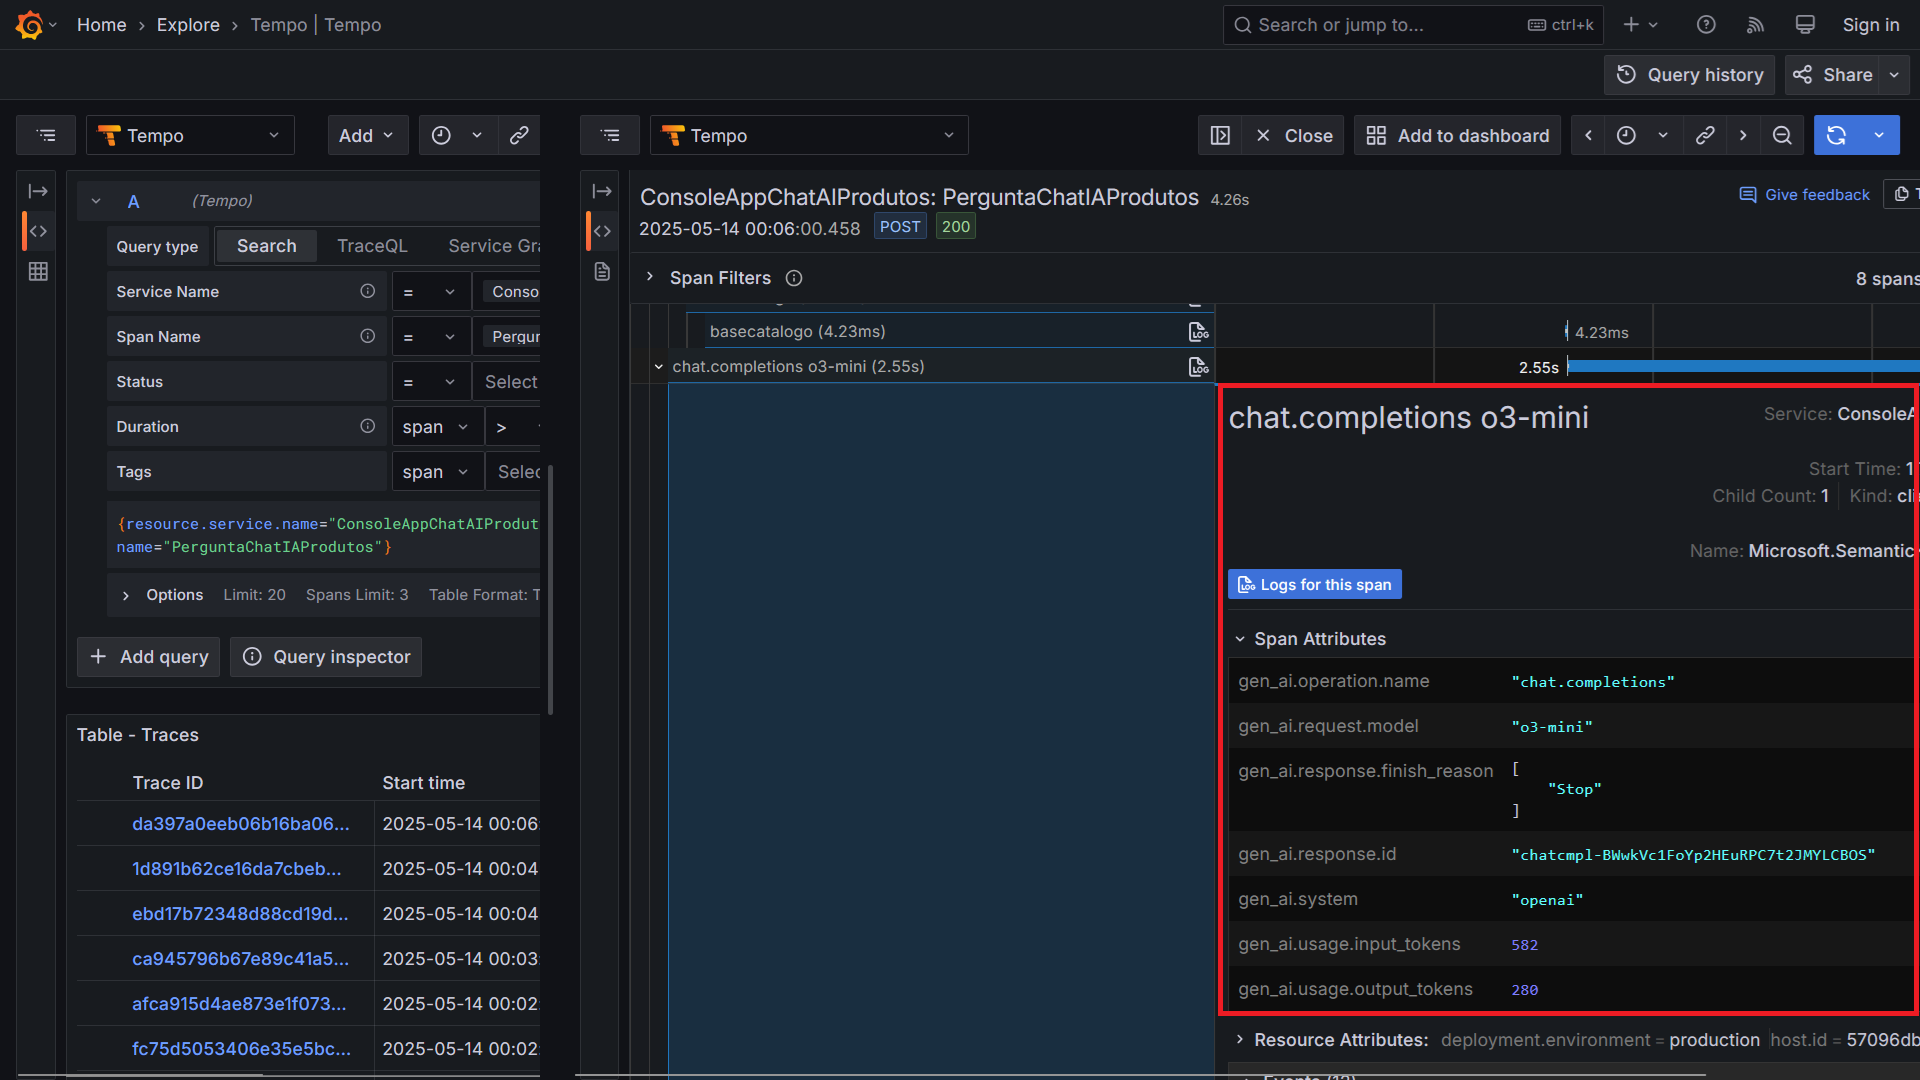 Home › Explore › Tempo | Tempo
Search or jump to... ctrl+k
Sign in
Query history
Share
Tempo
Add
Tempo
Close
Add to dashboard
A (Tempo)
Query type Search TraceQL Service Gra
Service Name = Conso
Span Name = Pergun
Status = Select
Duration span >
Tags span Selec
{resource.service.name="ConsoleAppChatAIProdut
name="PerguntaChatIAProdutos"}
Options Limit: 20 Spans Limit: 3 Table Format: T
Add query
Query inspector
Table - Traces
Trace ID Start time
da397a0eeb06b16ba06... 2025-05-14 00:06:
1d891b62ce16da7cbeb... 2025-05-14 00:04
ebd17b72348d88cd19d... 2025-05-14 00:04
ca945796b67e89c41a5... 2025-05-14 00:03
afca915d4ae873e1f073... 2025-05-14 00:02
fc75d5053406e35e5bc... 2025-05-14 00:02
ConsoleAppChatAIProdutos: PerguntaChatIAProdutos 4.26s
Give feedback
2025-05-14 00:06:00.458 POST 200
Span Filters
8 spans
basecatalogo (4.23ms) LOG 4.23ms
chat.completions o3-mini (2.55s) LOG 2.55s
chat.completions o3-mini
Service: ConsoleA
Start Time: 1
Child Count: 1 Kind: cli
Name: Microsoft.Semantic
Logs for this span
Span Attributes
gen_ai.operation.name "chat.completions"
gen_ai.request.model "o3-mini"
gen_ai.response.finish_reason [
"Stop"
]
gen_ai.response.id "chatcmpl-BWwkVc1FoYp2HEuRPC7t2JMYLCBOS"
gen_ai.system "openai"
gen_ai.usage.input_tokens 582
gen_ai.usage.output_tokens 280
Resource Attributes: deployment.environment = production host.id = 57096db